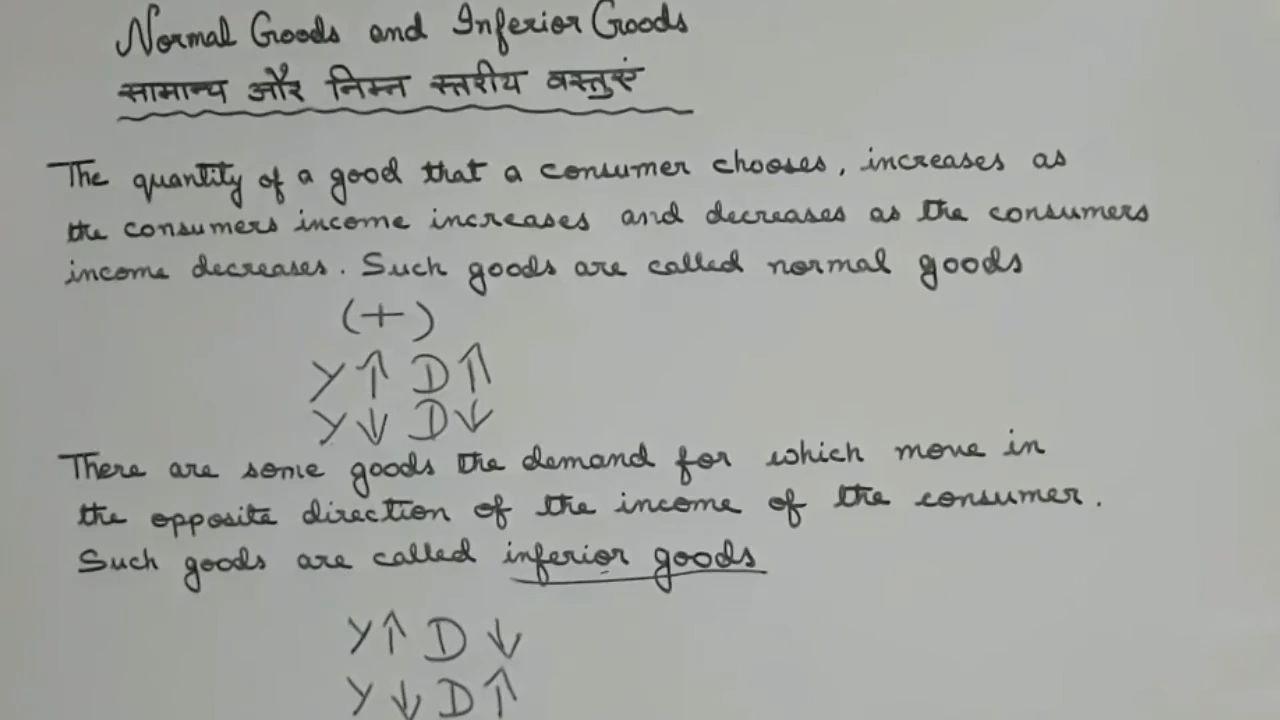 Normal Goods and Inferior Goods
सामान्य और निम्न स्तरीय वस्तुएं
The quantity of a good that a consumer chooses, increases as
the consumers income increases and decreases as the consumers
income decreases. Such goods are called normal goods
(+)
Y↑ D↑
Y↓ D↓
There are some goods the demand for which move in
the opposite direction of the income of the consumer.
Such goods are called inferior goods
Y↑ D↓
Y↓ D↑